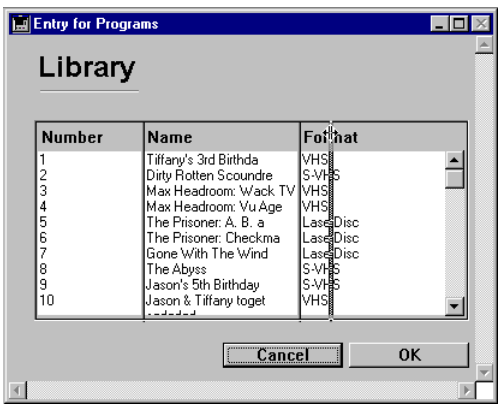 Entry for Programs
Library
Number Name Format
1 Tiffany's 3rd Birthda VHS
2 Dirty Rotten Scoundre S-VHS
3 Max Headroom: Wack TV VHS
4 Max Headroom: Vu Age VHS
5 The Prisoner: A. B. a LaserDisc
6 The Prisoner: Checkma LaserDisc
7 Gone With The Wind LaserDisc
8 The Abyss S-VHS
9 Jason's 5th Birthday S-VHS
10 Jason & Tiffany toget VHS
Cancel OK